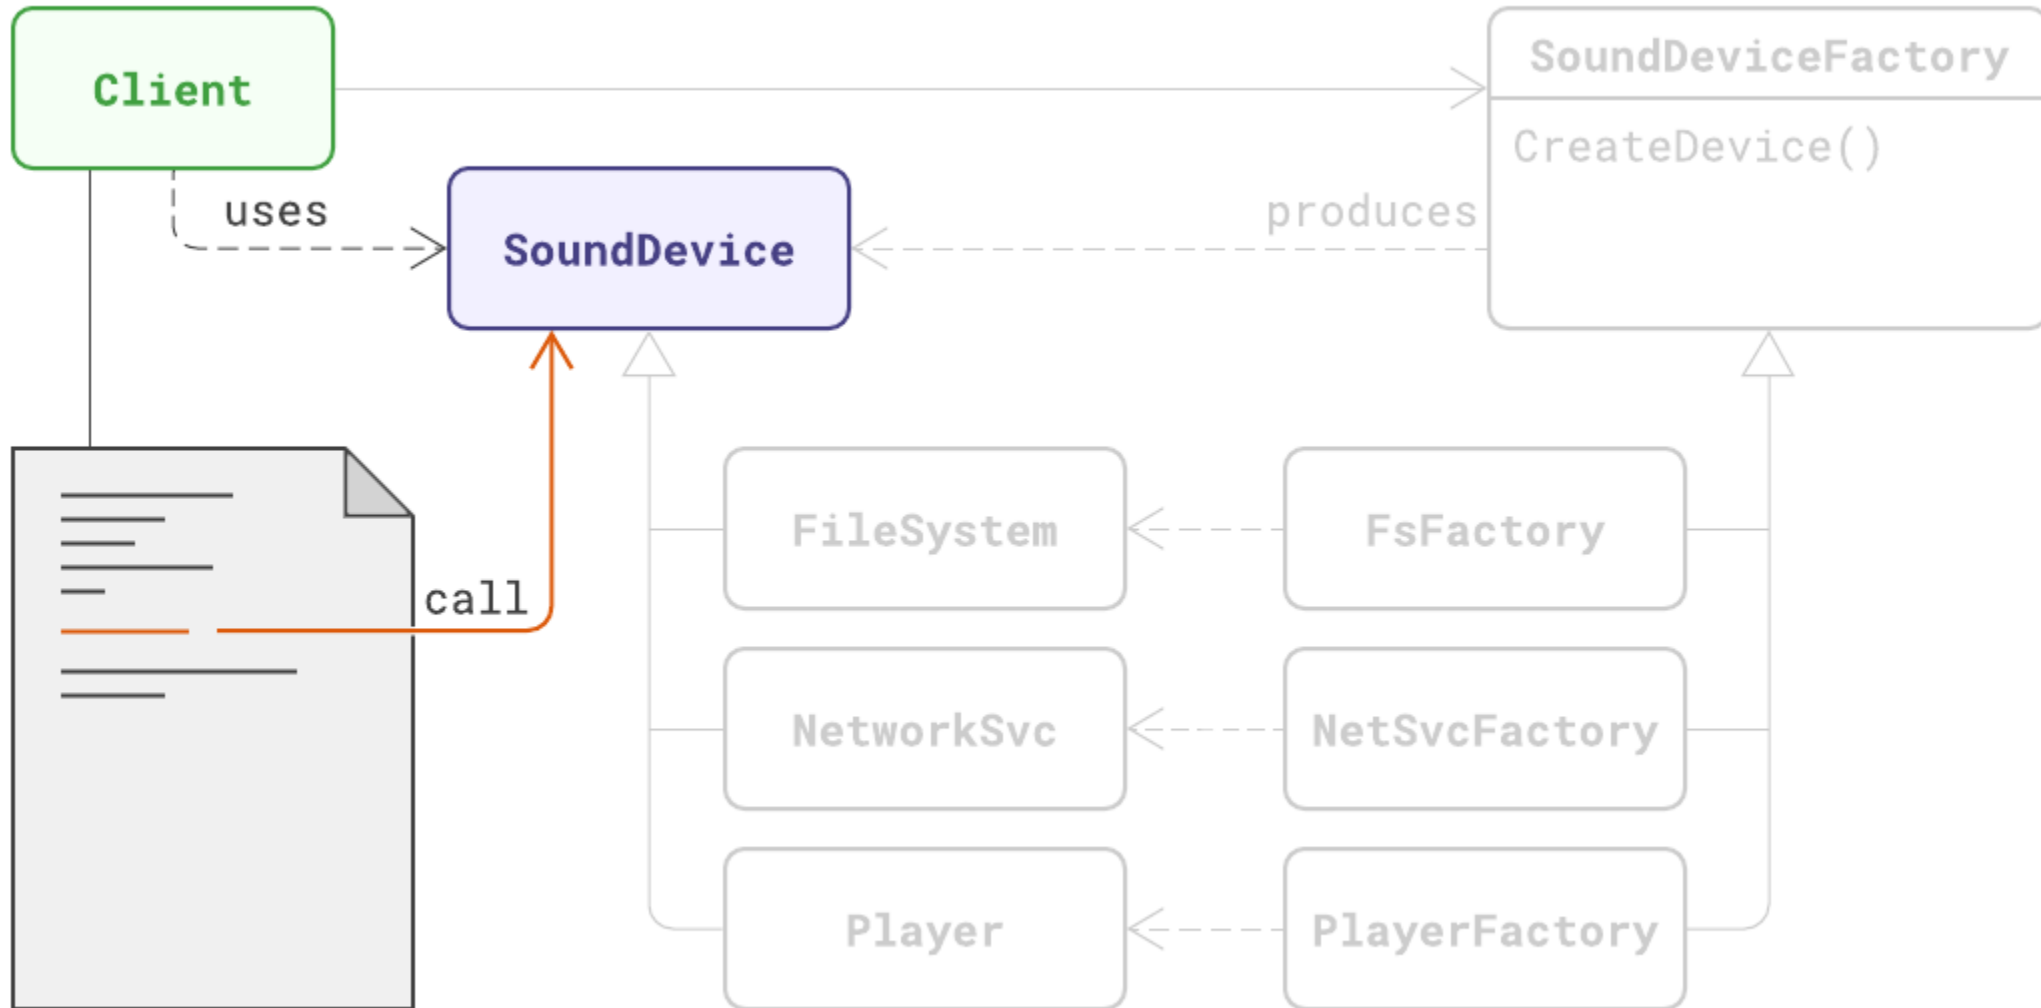 Client
SoundDeviceFactory
CreateDevice()
uses
produces
SoundDevice
FileSystem
FsFactory
call
NetworkSvc
NetSvcFactory
Player
PlayerFactory